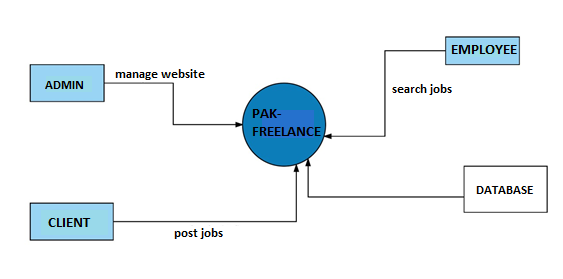 EMPLOYEE
manage website
ADMIN
search jobs
PAK-
FREELANCE
DATABASE
CLIENT
post jobs